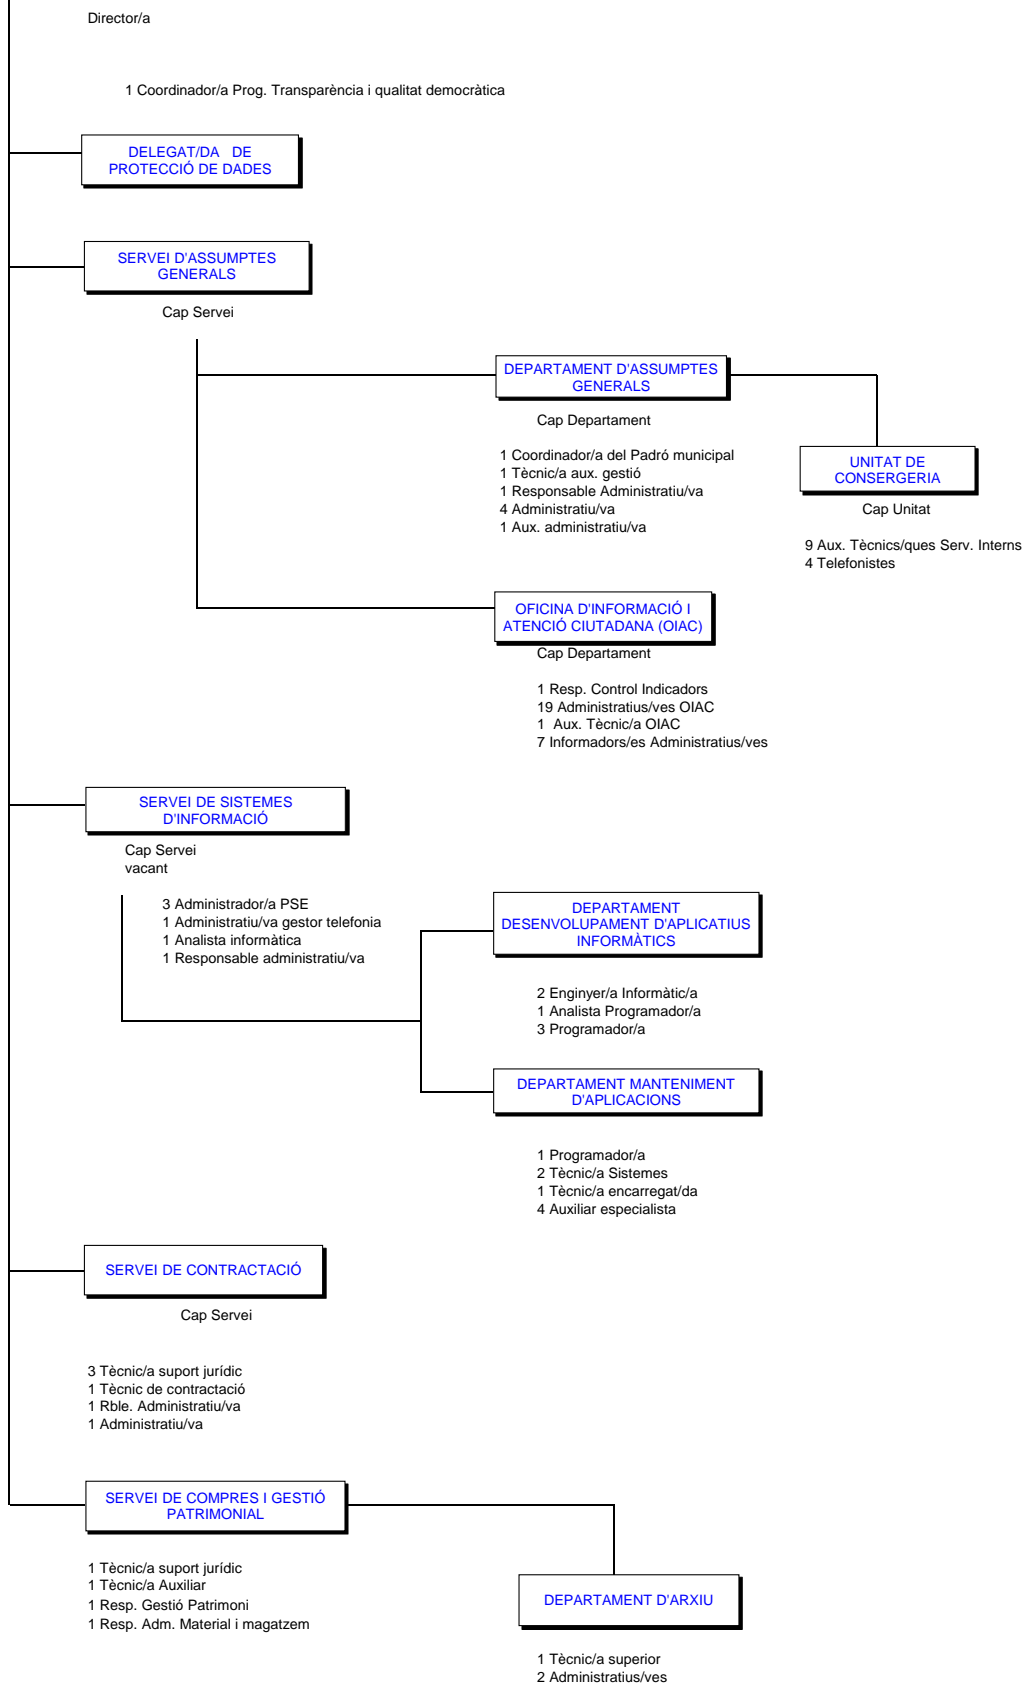 Director/a
1 Coordinador/a Prog. Transparència i qualitat democràtica
DELEGAT/DA DE
PROTECCIÓ DE DADES
SERVEI D'ASSUMPTES
GENERALS
Cap Servei
DEPARTAMENT D'ASSUMPTES
GENERALS
Cap Departament
1 Coordinador/a del Padró municipal
1 Tècnic/a aux. gestió
1 Responsable Administratiu/va
4 Administratiu/va
1 Aux. administratiu/va
UNITAT DE
CONSERGERIA
Cap Unitat
9 Aux. Tècnics/ques Serv. Interns
4 Telefonistes
OFICINA D'INFORMACIÓ I
ATENCIÓ CIUTADANA (OIAC)
Cap Departament
1 Resp. Control Indicadors
19 Administratius/ves OIAC
1 Aux. Tècnic/a OIAC
7 Informadors/es Administratius/ves
SERVEI DE SISTEMES
D'INFORMACIÓ
Cap Servei
vacant
3 Administrador/a PSE
1 Administratiu/va gestor telefonia
1 Analista informàtica
1 Responsable administratiu/va
DEPARTAMENT
DESENVOLUPAMENT D'APLICATIUS
INFORMÀTICS
2 Enginyer/a Informàtic/a
1 Analista Programador/a
3 Programador/a
DEPARTAMENT MANTENIMENT
D'APLICACIONS
1 Programador/a
2 Tècnic/a Sistemes
1 Tècnic/a encarregat/da
4 Auxiliar especialista
SERVEI DE CONTRACTACIÓ
Cap Servei
3 Tècnic/a suport jurídic
1 Tècnic de contractació
1 Rble. Administratiu/va
1 Administratiu/va
SERVEI DE COMPRES I GESTIÓ
PATRIMONIAL
1 Tècnic/a suport jurídic
1 Tècnic/a Auxiliar
1 Resp. Gestió Patrimoni
1 Resp. Adm. Material i magatzem
DEPARTAMENT D'ARXIU
1 Tècnic/a superior
2 Administratius/ves